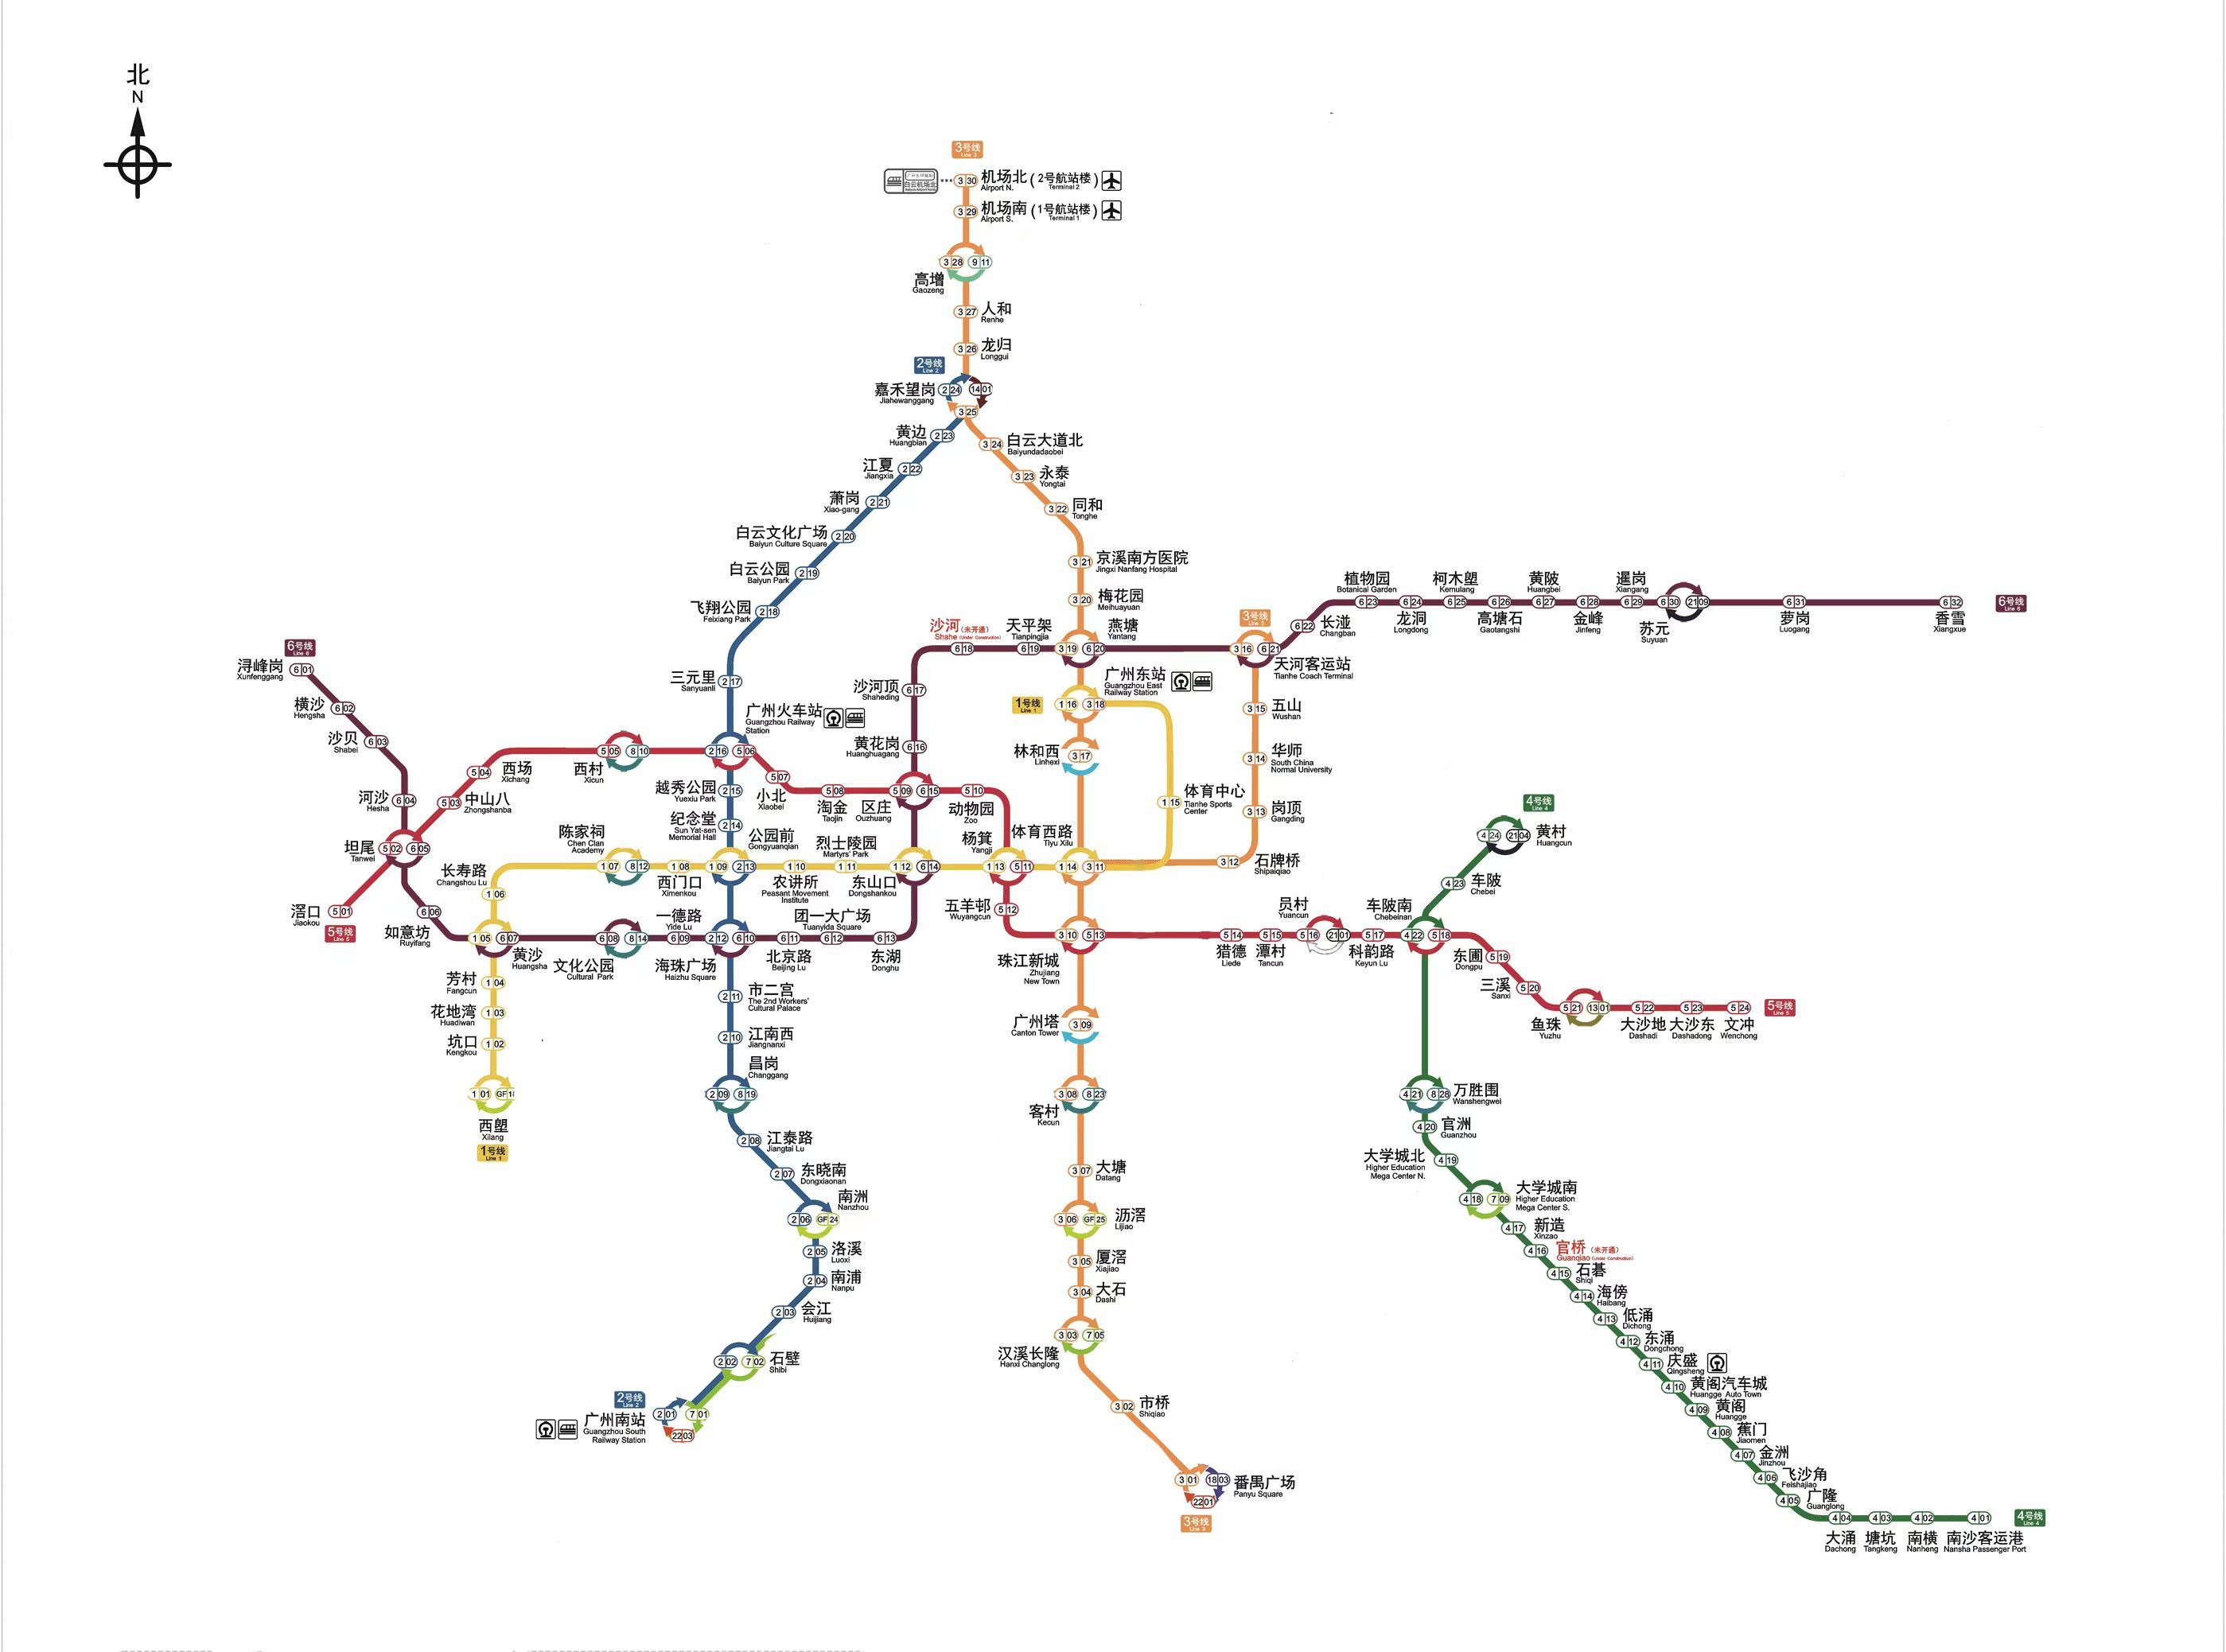 北
N
3号线
Line 3
白云机场北
3 30
机场北 (2号航站楼)
Airport N. Terminal 2
3 29
机场南 (1号航站楼)
Airport S. Terminal 1
3 28
9 11
高增
Gaozeng
3 27
人和
Renhe
3 26
龙归
Longgui
2号线
Line 2
嘉禾望岗
Jiahewanggang
2 24
14 01
3 25
黄边
Huangbian
2 23
江夏
Jiangxia
2 22
萧岗
Xiao-gang
2 21
白云文化广场
Baiyun Culture Square
2 20
白云公园
Baiyun Park
2 19
飞翔公园
Feixiang Park
2 18
三元里
Sanyuanli
2 17
广州火车站
Guangzhou Railway
Station
2 16
5 06
越秀公园
Yuexiu Park
2 15
纪念堂
Sun Yat-sen
Memorial Hall
2 14
公园前
Gongyuanqian
1 09
2 13
海珠广场
Haizhu Square
2 12
6 10
2 11
市二宫
The 2nd Workers'
Cultural Palace
2 10
江南西
Jiangnanxi
昌岗
Changgang
2 09
8 19
2 08
江泰路
Jiangtai Lu
2 07
东晓南
Dongxiaonan
南洲
Nanzhou
2 06
GF 24
2 05
洛溪
Luoxi
2 04
南浦
Nanpu
2 03
会江
Huijiang
2 02
7 02
石壁
Shibi
2号线
Line 2
广州南站
Guangzhou South
Railway Station
2 01
7 01
22 03
3 24
白云大道北
Baiyundadaobei
3 23
永泰
Yongtai
3 22
同和
Tonghe
3 21
京溪南方医院
Jingxi Nanfang Hospital
3 20
梅花园
Meihuayuan
燕塘
Yantang
3 19
6 20
广州东站
Guangzhou East
Railway Station
1号线
Line 1
1 16
3 18
林和西
Linhexi
3 17
体育西路
Tiyu Xilu
1 14
3 11
3 10
5 13
珠江新城
Zhujiang
New Town
广州塔
Canton Tower
3 09
3 08
8 23
客村
Kecun
3 07
大塘
Datang
3 06
GF 25
沥滘
Lijiao
3 05
厦滘
Xiajiao
3 04
大石
Dashi
3 03
7 05
汉溪长隆
Hanxi Changlong
3 02
市桥
Shiqiao
3 01
18 03
22 01
番禺广场
Panyu Square
3号线
Line 3
3号线
Line 3
3 16
6 21
天河客运站
Tianhe Coach Terminal
3 15
五山
Wushan
3 14
华师
South China
Normal University
3 13
岗顶
Gangding
3 12
石牌桥
Shipaiqiao
1 15
体育中心
Tianhe Sports
Center
6号线
Line 6
浔峰岗
Xunfenggang
6 01
横沙
Hengsha
6 02
沙贝
Shabei
6 03
河沙
Hesha
6 04
坦尾
Tanwei
5 02
6 05
如意坊
Ruyifang
6 06
1 05
6 07
黄沙
Huangsha
6 08
8 14
文化公园
Cultural Park
一德路
Yide Lu
6 09
6 11
北京路
Beijing Lu
团一大广场
Tuanyida Square
6 12
6 13
东湖
Donghu
东山口
Dongshankou
1 12
6 14
5 09
6 15
区庄
Ouzhuang
黄花岗
Huanghuagang
6 16
沙河顶
Shaheding
6 17
沙河(未开通)
Shahe (Under Construction)
6 18
天平架
Tianpingjia
6 19
6 22
长湴
Changban
植物园
Botanical Garden
6 23
6 24
龙洞
Longdong
柯木塱
Kemulang
6 25
6 26
高塘石
Gaotangshi
黄陂
Huangbei
6 27
6 28
金峰
Jinfeng
暹岗
Xiangang
6 29
6 30
21 09
苏元
Suyuan
6 31
萝岗
Luogang
6 32
香雪
Xiangxue
6号线
Line 6
滘口
Jiaokou
5 01
5号线
Line 5
5 03
中山八
Zhongshanba
5 04
西场
Xichang
5 05
8 10
西村
Xicun
5 07
小北
Xiaobei
5 08
淘金
Taojin
5 10
动物园
Zoo
杨箕
Yangji
1 13
5 11
五羊邨
Wuyangcun
5 12
5 14
猎德
Liede
5 15
潭村
Tancun
员村
Yuancun
5 16
21 01
5 17
科韵路
Keyun Lu
车陂南
Chebeinan
4 22
5 18
东圃
Dongpu
5 19
三溪
Sanxi
5 20
5 21
13 01
鱼珠
Yuzhu
5 22
大沙地
Dashadi
5 23
大沙东
Dashadong
5 24
文冲
Wenchong
5号线
Line 5
长寿路
Changshou Lu
1 06
陈家祠
Chen Clan
Academy
1 07
8 12
1 08
西门口
Ximenkou
1 10
农讲所
Peasant Movement
Institute
烈士陵园
Martyrs' Park
1 11
芳村
Fangcun
1 04
花地湾
Huadiwan
1 03
坑口
Kengkou
1 02
1 01
西塱
Xilang
1号线
Line 1
4号线
Line 4
4 24
21 04
黄村
Huangcun
4 23
车陂
Chebei
4 21
8 28
万胜围
Wanshengwei
4 20
官洲
Guanzhou
大学城北
Higher Education
Mega Center N.
4 19
4 18
7 09
大学城南
Higher Education
Mega Center S.
4 17
新造
Xinzao
4 16
官桥(未开通)
Guanqiao (Under Construction)
4 15
石碁
Shiqi
4 14
海傍
Haibang
4 13
低涌
Dichong
4 12
东涌
Dongchong
4 11
庆盛
Qingsheng
4 10
黄阁汽车城
Huangge Auto Town
4 09
黄阁
Huangge
4 08
蕉门
Jiaomen
4 07
金洲
Jinzhou
4 06
飞沙角
Feishajiao
4 05
广隆
Guanglong
4 04
大涌
Dachong
4 03
塘坑
Tangkeng
4 02
南横
Nanheng
4 01
南沙客运港
Nansha Passenger Port
4号线
Line 4